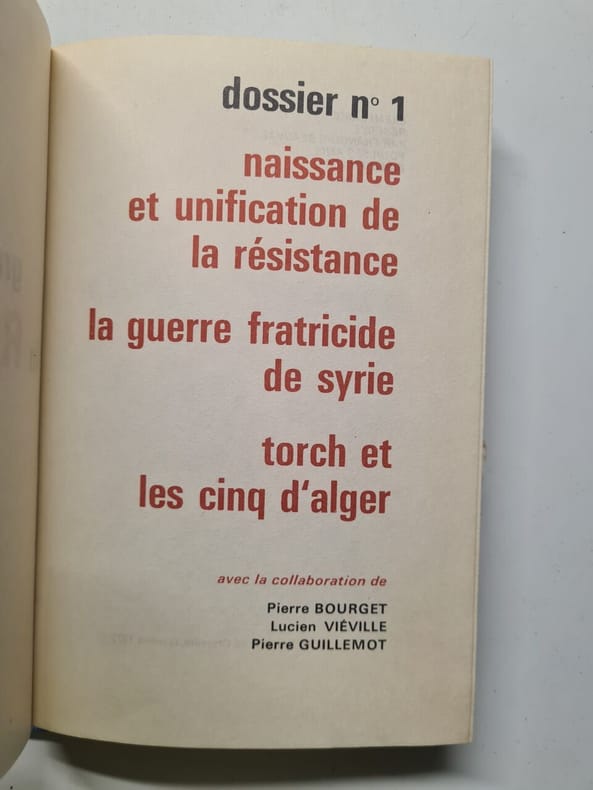 dossier n° 1
naissance
et unification de
la résistance
la guerre fratricide
de syrie
torch et
les cinq d'alger
avec la collaboration de
Pierre BOURGET
Lucien VIÉVILLE
Pierre GUILLEMOT